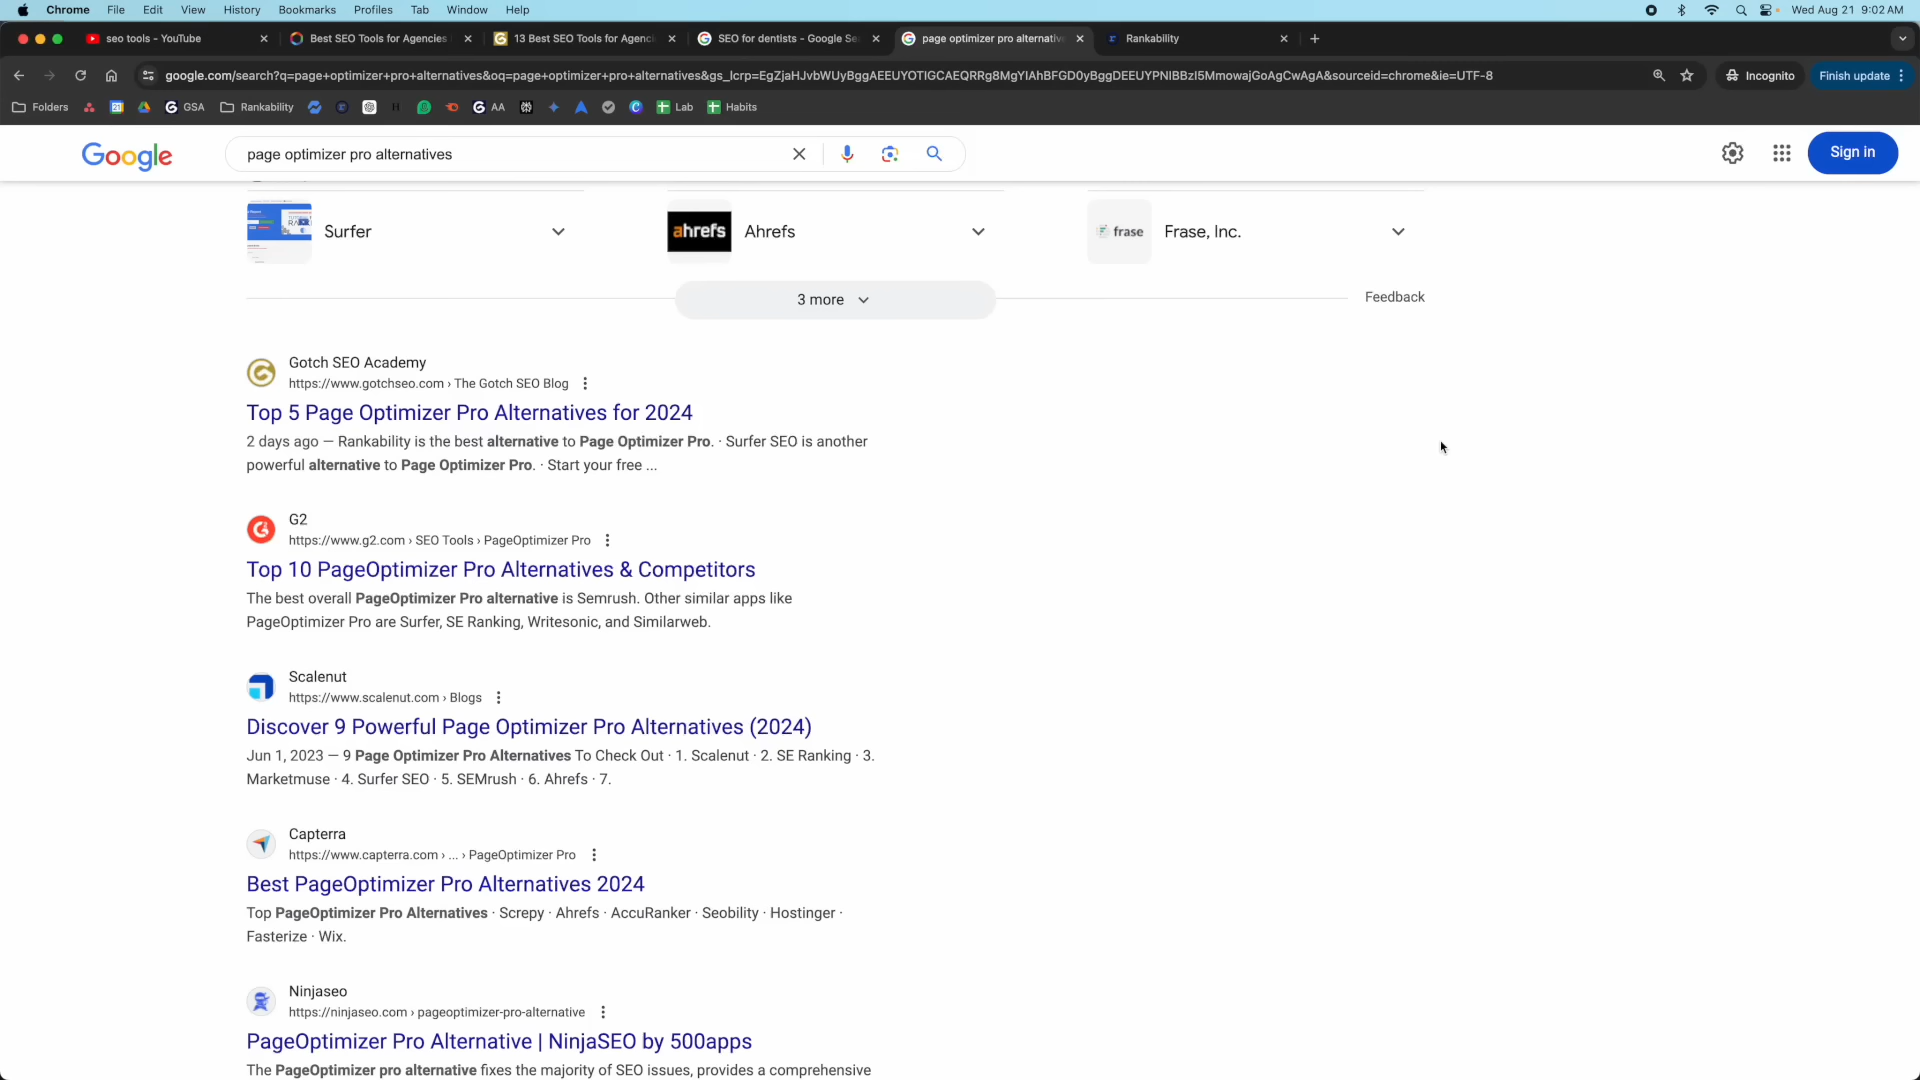 Chrome File Edit View History Bookmarks Profiles Tab Window Help Wed Aug 21 9:02 AM
seo tools - YouTube Best SEO Tools for Agencies 13 Best SEO Tools for Agenc SEO for dentists - Google Se page optimizer pro alternativ Rankability
google.com/search?q=page+optimizer+pro+alternatives&oq=page+optimizer+pro+alternatives&gs_lcrp=EgZjaHJvbWUyBggAEEUYOTIGCAEQRRg8MgYIAhBFGD0yBggDEEUYPNIBBzI5MmowajGoAgCwAgA&sourceid=chrome&ie=UTF-8 Incognito Finish update
Folders GSA Rankability AA Lab Habits
Google page optimizer pro alternatives Sign in
Surfer ahrefs Ahrefs frase Frase, Inc.
3 more Feedback
Gotch SEO Academy
https://www.gotchseo.com › The Gotch SEO Blog
Top 5 Page Optimizer Pro Alternatives for 2024
2 days ago — Rankability is the best alternative to Page Optimizer Pro. · Surfer SEO is another
powerful alternative to Page Optimizer Pro. · Start your free ...
G2
https://www.g2.com › SEO Tools › PageOptimizer Pro
Top 10 PageOptimizer Pro Alternatives & Competitors
The best overall PageOptimizer Pro alternative is Semrush. Other similar apps like
PageOptimizer Pro are Surfer, SE Ranking, Writesonic, and Similarweb.
Scalenut
https://www.scalenut.com › Blogs
Discover 9 Powerful Page Optimizer Pro Alternatives (2024)
Jun 1, 2023 — 9 Page Optimizer Pro Alternatives To Check Out · 1. Scalenut · 2. SE Ranking · 3.
Marketmuse · 4. Surfer SEO · 5. SEMrush · 6. Ahrefs · 7.
Capterra
https://www.capterra.com › ... › PageOptimizer Pro
Best PageOptimizer Pro Alternatives 2024
Top PageOptimizer Pro Alternatives · Screpy · Ahrefs · AccuRanker · Seobility · Hostinger ·
Fasterize · Wix.
Ninjaseo
https://ninjaseo.com › pageoptimizer-pro-alternative
PageOptimizer Pro Alternative | NinjaSEO by 500apps
The PageOptimizer pro alternative fixes the majority of SEO issues, provides a comprehensive